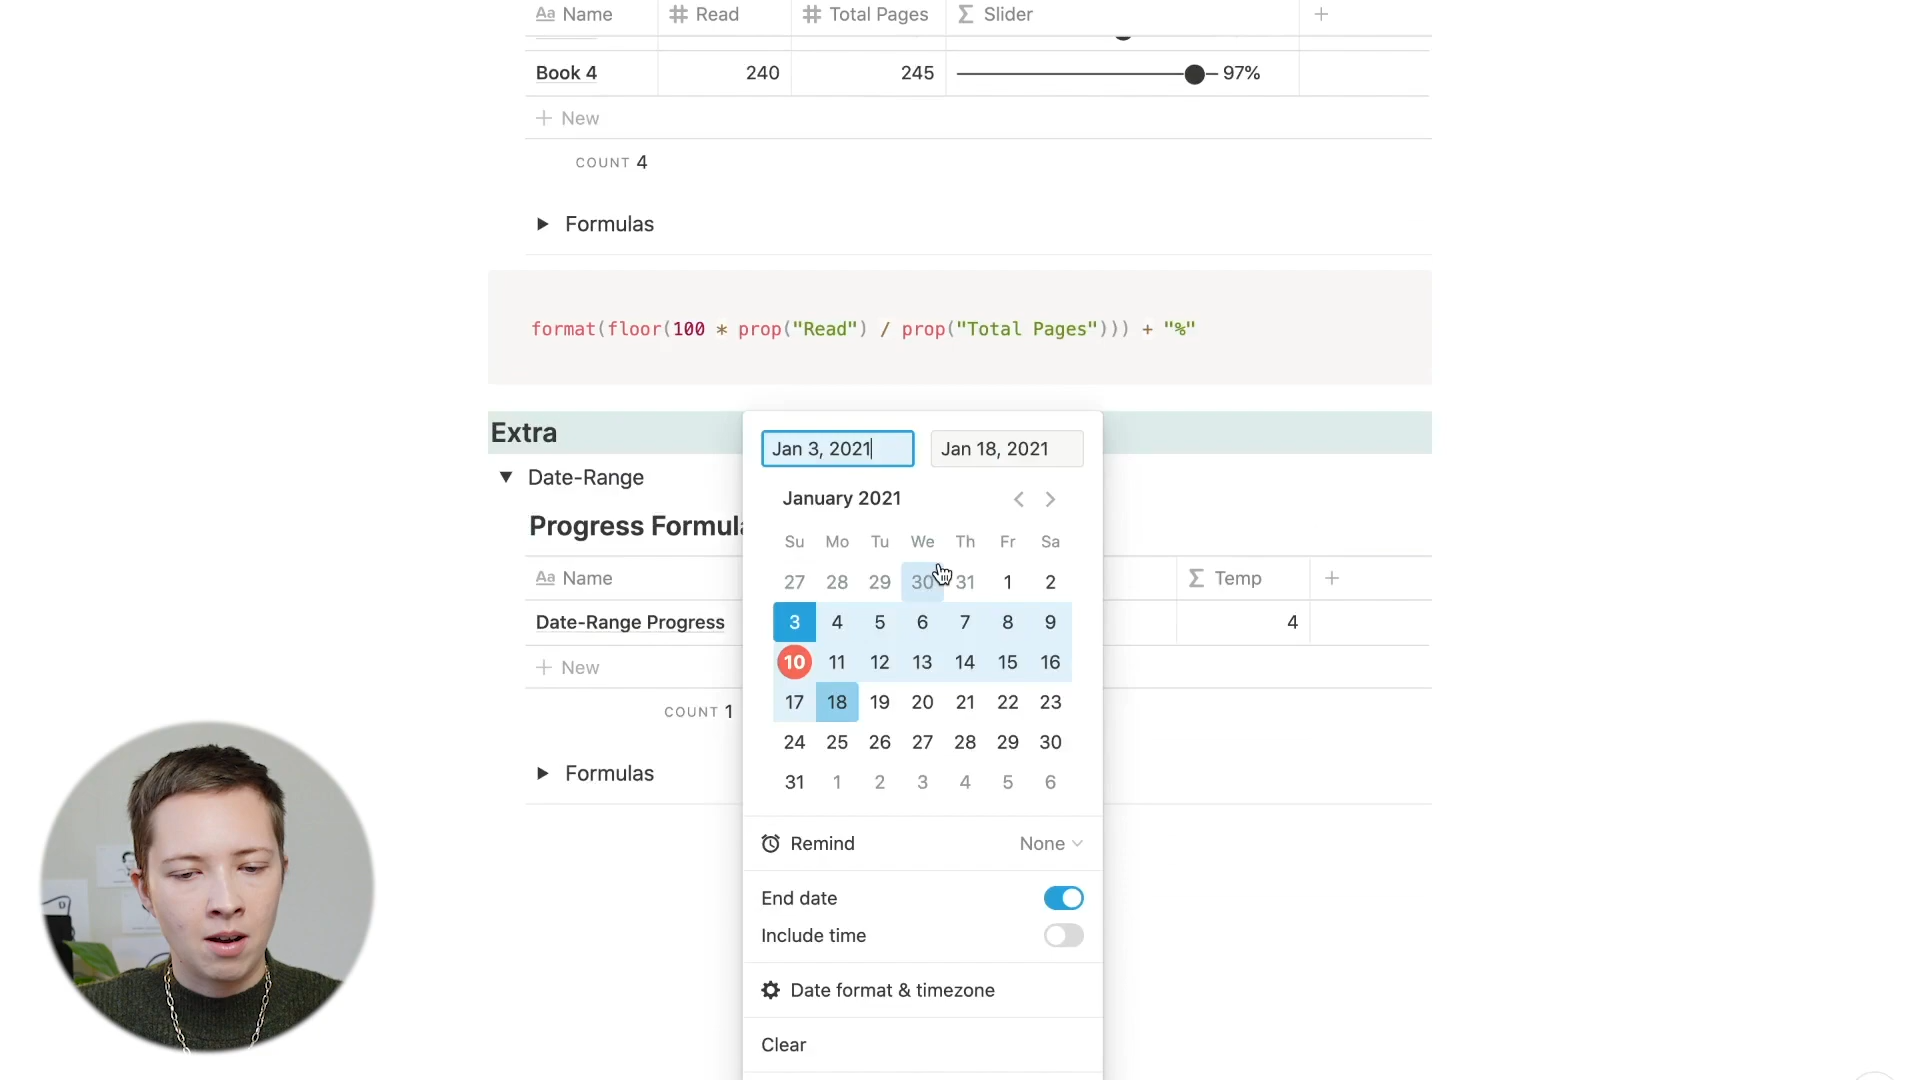 Aa Name # Read # Total Pages Σ Slider +
Book 4 240 245 97%
+ New
COUNT 4
Formulas
format(floor(100 * prop("Read") / prop("Total Pages"))) + "%"
Extra
Jan 3, 2021 Jan 18, 2021
Date-Range
January 2021
Progress Formula
Su Mo Tu We Th Fr Sa
27 28 29 30 31 1 2
Aa Name Σ Temp +
Date-Range Progress 4
3 4 5 6 7 8 9
+ New
10 11 12 13 14 15 16
17 18 19 20 21 22 23
COUNT 1
24 25 26 27 28 29 30
Formulas
31 1 2 3 4 5 6
Remind None
End date
Include time
Date format & timezone
Clear